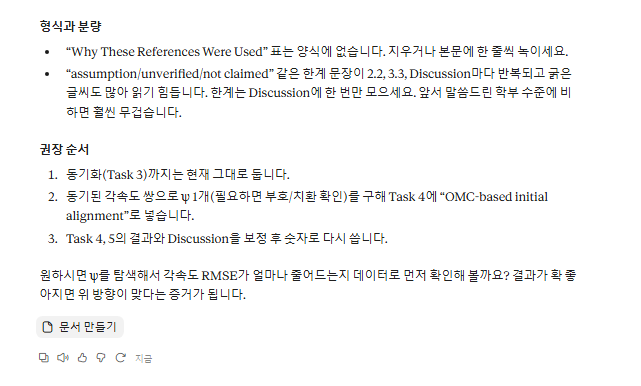 형식과 분량
• “Why These References Were Used” 표는 양식에 없습니다. 지우거나 본문에 한 줄씩 녹이세요.
• “assumption/unverified/not claimed” 같은 한계 문장이 2.2, 3.3, Discussion마다 반복되고 굵은
글씨도 많아 읽기 힘듭니다. 한계는 Discussion에 한 번만 모으세요. 앞서 말씀드린 학부 수준에 비
하면 훨씬 무겁습니다.
권장 순서
1. 동기화(Task 3)까지는 현재 그대로 둡니다.
2. 동기된 각속도 쌍으로 ψ 1개(필요하면 부호/치환 확인)를 구해 Task 4에 “OMC-based initial
alignment”로 넣습니다.
3. Task 4, 5의 결과와 Discussion을 보정 후 숫자로 다시 씁니다.
원하시면 ψ를 탐색해서 각속도 RMSE가 얼마나 줄어드는지 데이터로 먼저 확인해 볼까요? 결과가 확 좋
아지면 위 방향이 맞다는 증거가 됩니다.
문서 만들기
지금